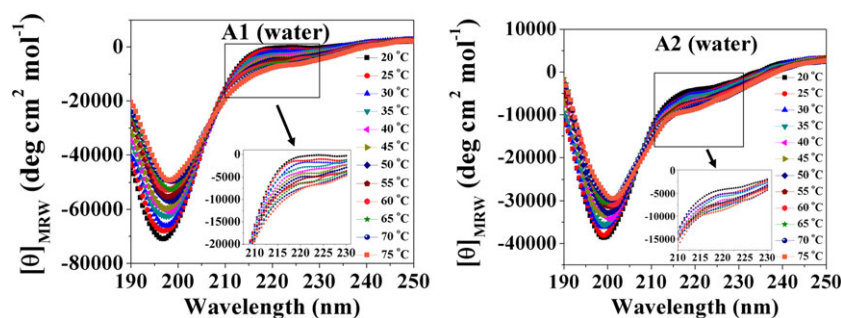 A1 (water)
[θ]MRW (deg cm2 mol-1)
0
-20000
-40000
-60000
-80000
20 °C
25 °C
30 °C
35 °C
40 °C
45 °C
50 °C
55 °C
60 °C
65 °C
70 °C
75 °C
0
-5000
-10000
-15000
-20000
210 215 220 225 230
190 200 210 220 230 240 250
Wavelength (nm)
A2 (water)
[θ]MRW (deg cm2 mol-1)
10000
0
-10000
-20000
-30000
-40000
20 °C
25 °C
30 °C
35 °C
40 °C
45 °C
50 °C
55 °C
60 °C
65 °C
70 °C
75 °C
0
-5000
-10000
-15000
210 215 220 225 230
190 200 210 220 230 240 250
Wavelength (nm)